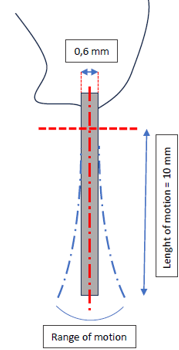 0,6 mm
Lenght of motion = 10 mm
Range of motion